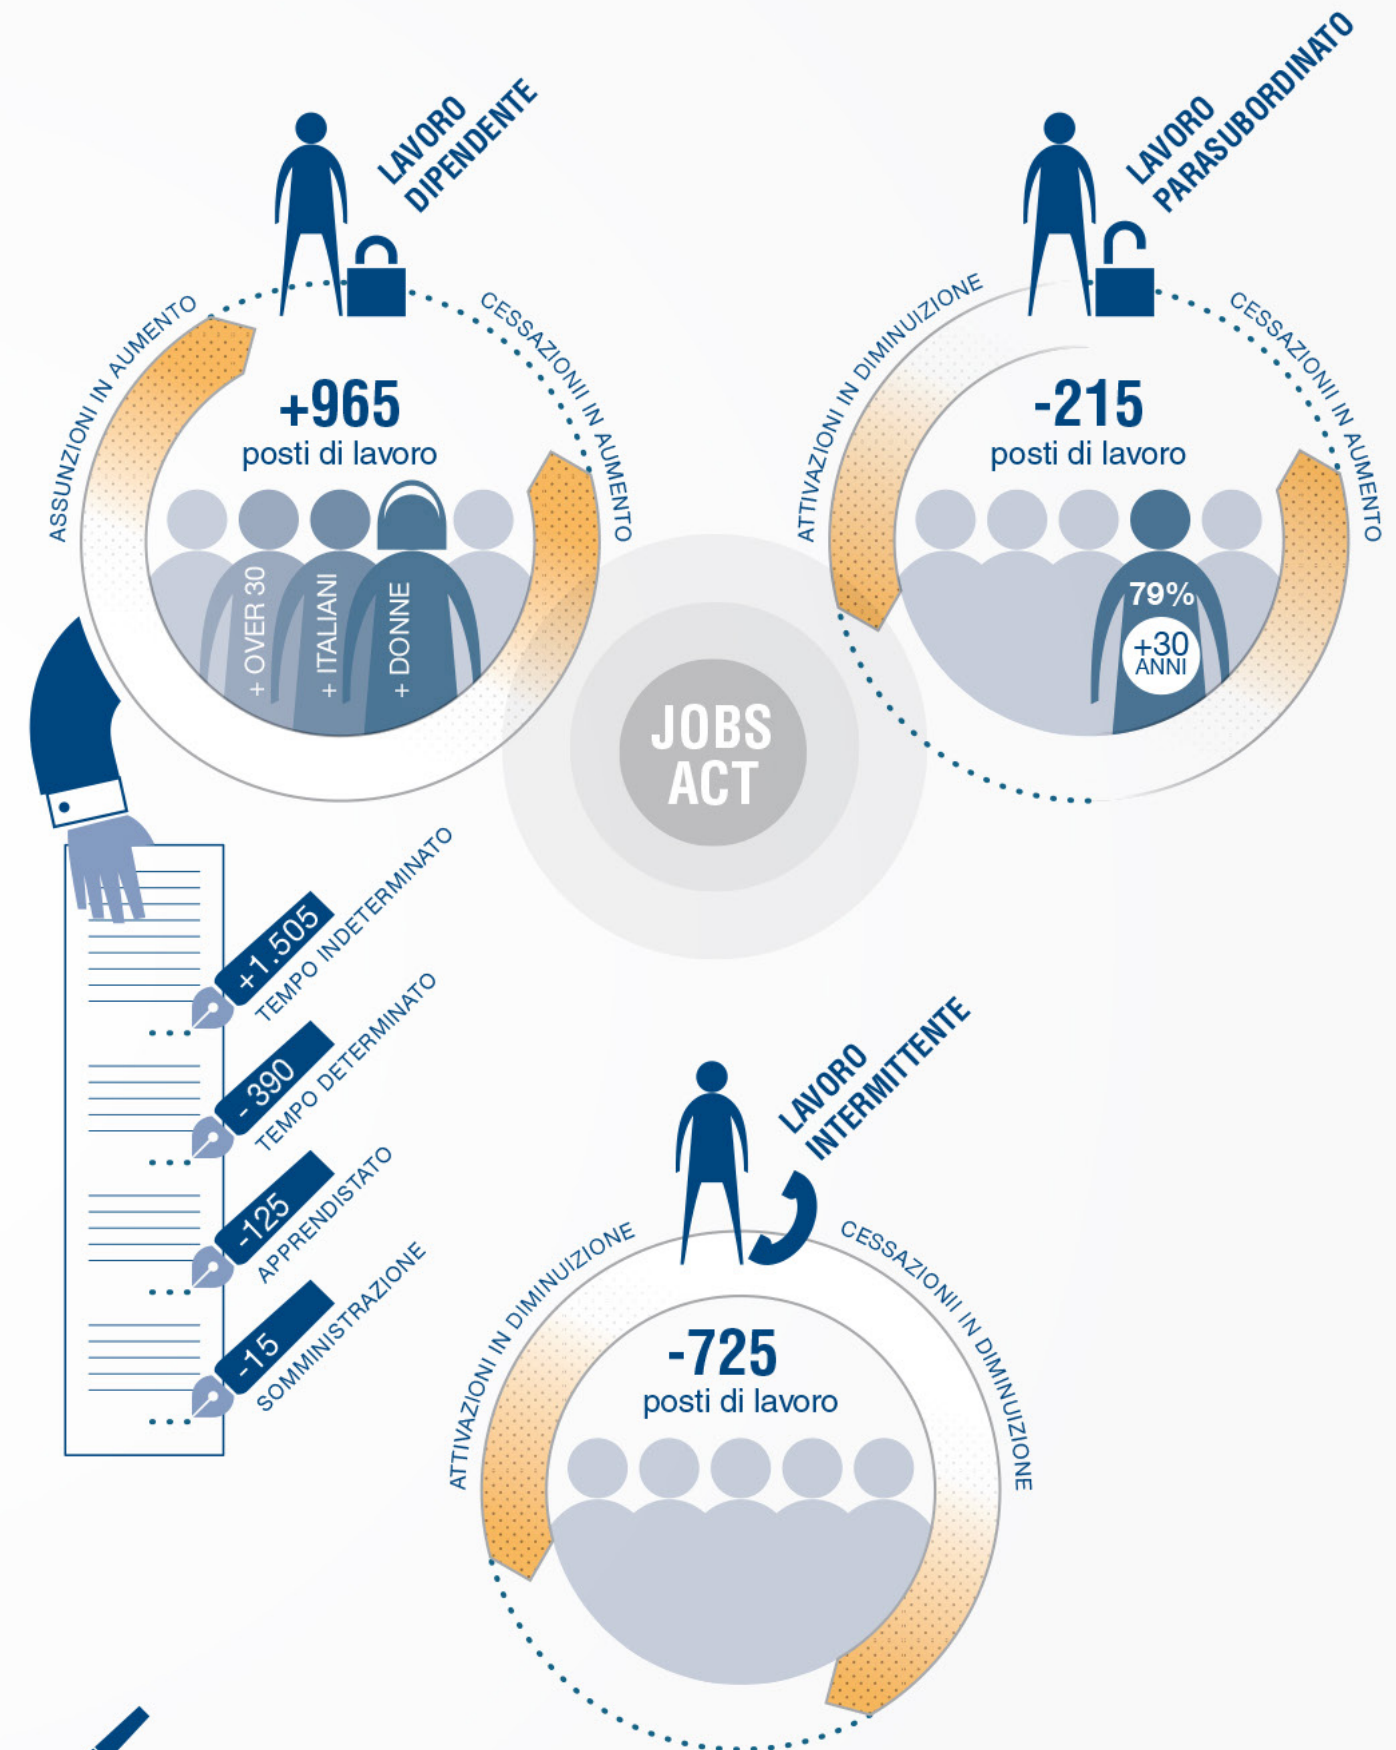 LAVORO
DIPENDENTE
ASSUNZIONI IN AUMENTO
CESSAZIONII IN AUMENTO
+965
posti di lavoro
+ OVER 30
+ ITALIANI
+ DONNE
LAVORO
PARASUBORDINATO
ATTIVAZIONI IN DIMINUIZIONE
CESSAZIONII IN AUMENTO
-215
posti di lavoro
79%
+30
ANNI
JOBS
ACT
+1.505
TEMPO INDETERMINATO
- 390
TEMPO DETERMINATO
-125
APPRENDISTATO
-15
SOMMINISTRAZIONE
LAVORO
INTERMITTENTE
ATTIVAZIONI IN DIMINUIZIONE
CESSAZIONII IN DIMINUIZIONE
-725
posti di lavoro